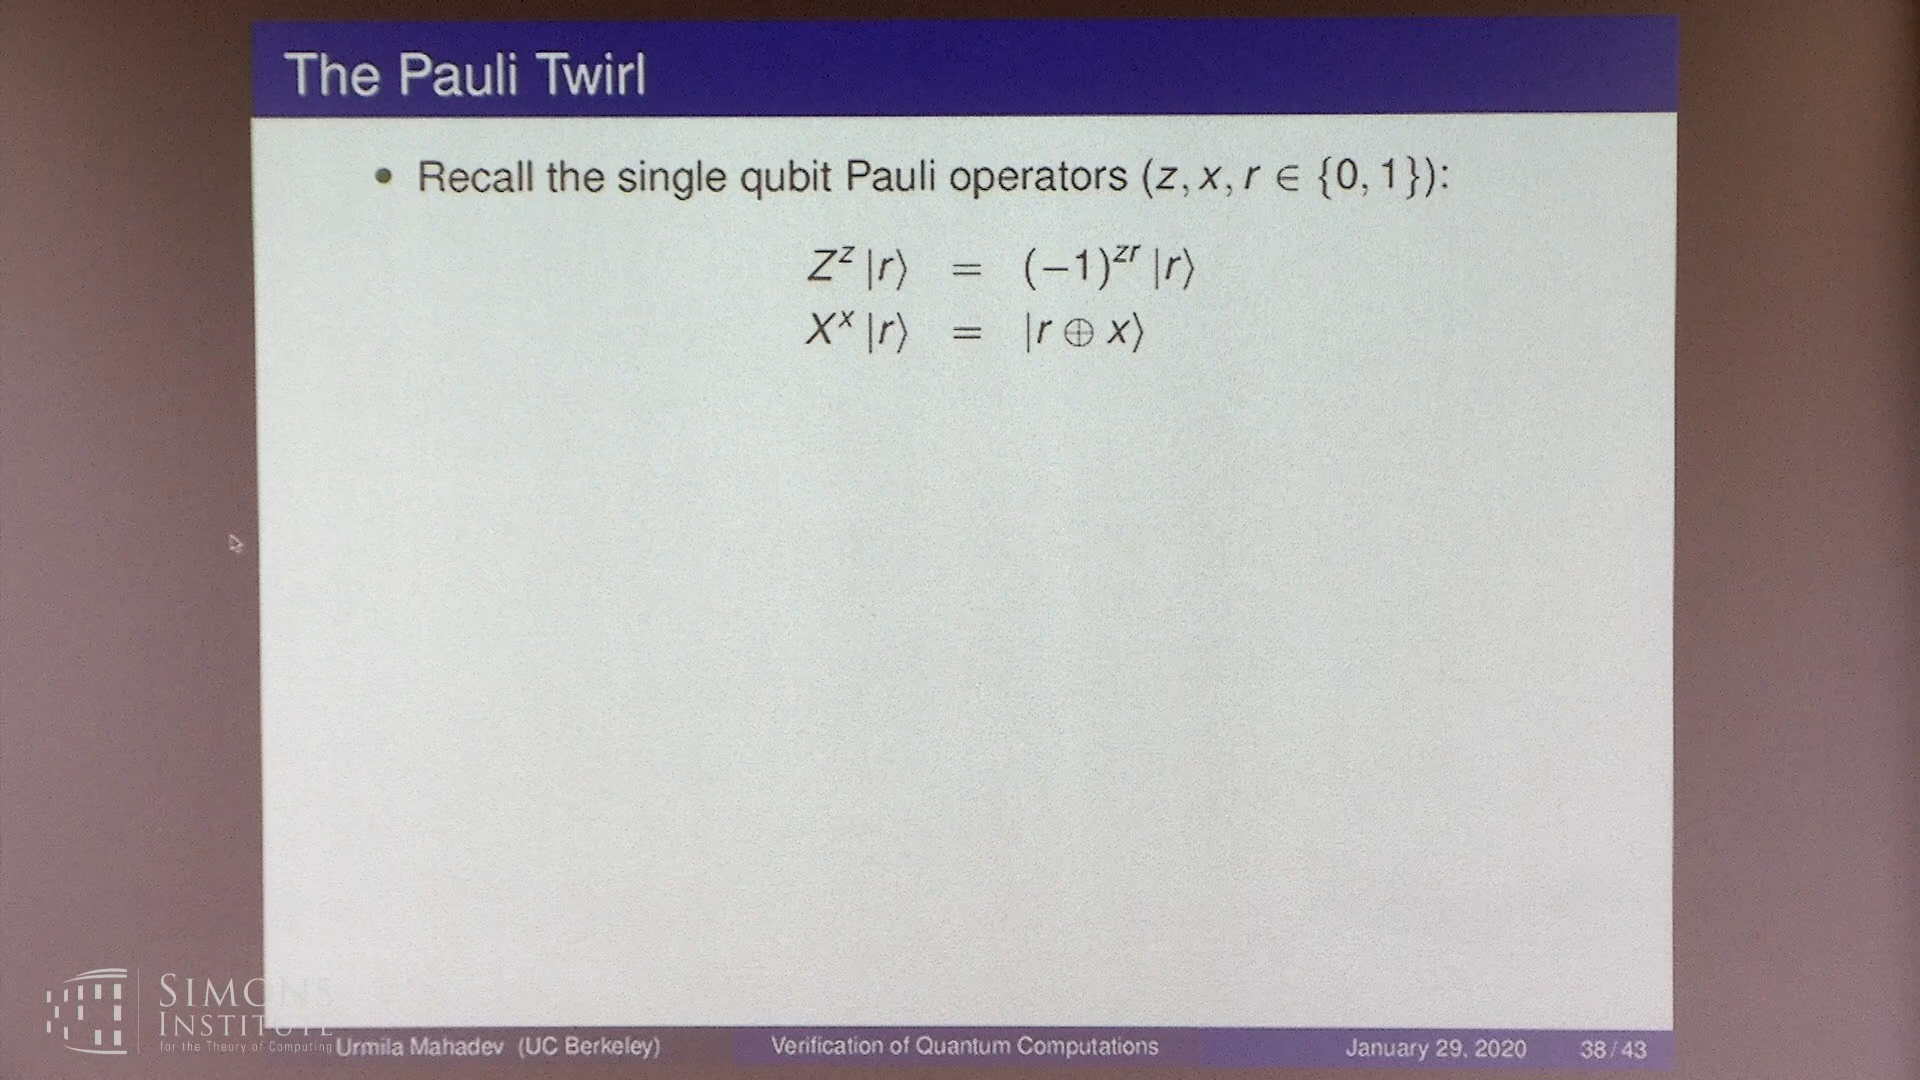 The Pauli Twirl
• Recall the single qubit Pauli operators (z, x, r ∈ {0, 1}):
Z^z |r⟩ = (−1)^{zr} |r⟩
X^x |r⟩ = |r ⊕ x⟩
SIMONS
INSTITUTE
for the Theory of Computing
Urmila Mahadev (UC Berkeley) Verification of Quantum Computations January 29, 2020 38 / 43